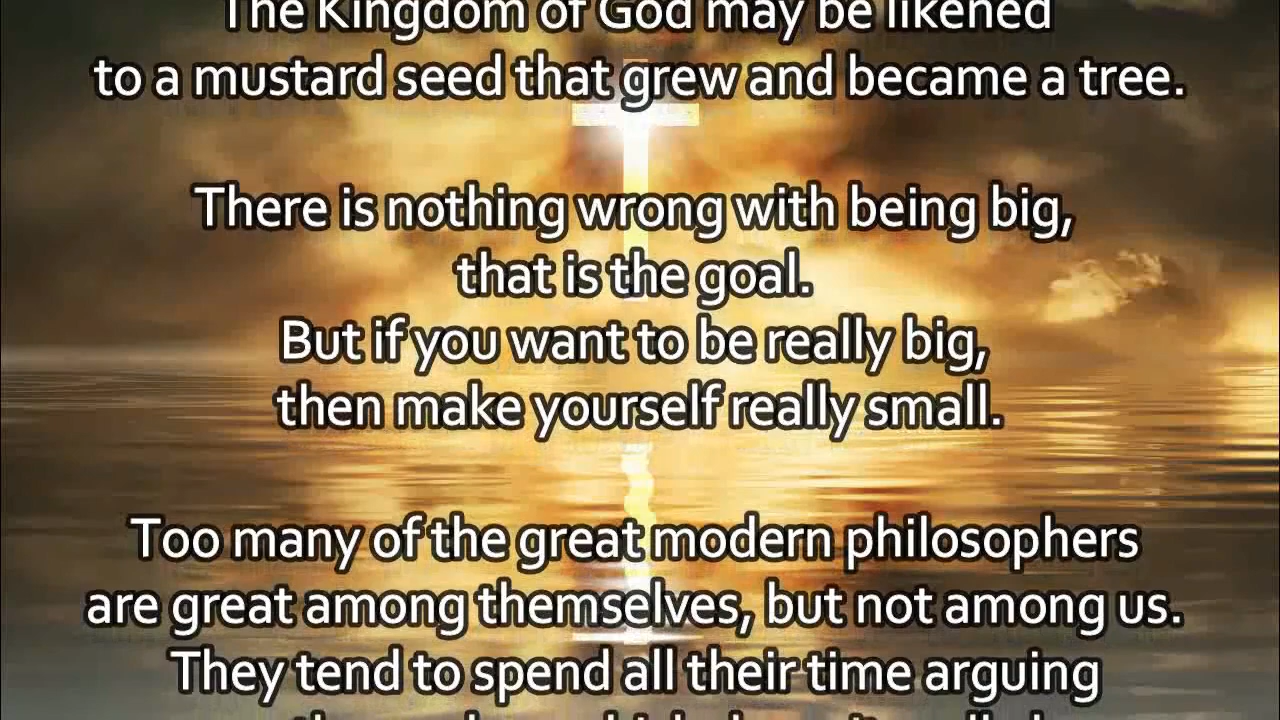 The Kingdom of God may be likened
to a mustard seed that grew and became a tree.
There is nothing wrong with being big,
that is the goal.
But if you want to be really big,
then make yourself really small.
Too many of the great modern philosophers
are great among themselves, but not among us.
They tend to spend all their time arguing